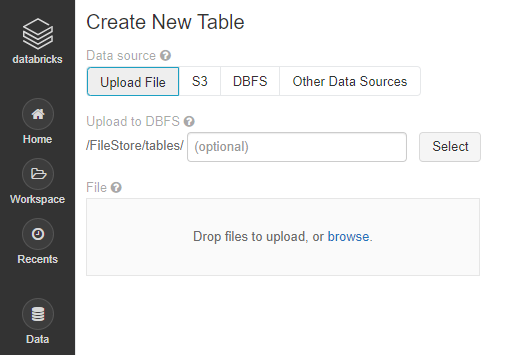 databricks
Home
Workspace
Recents
Data
Create New Table
Data source ?
Upload File S3 DBFS Other Data Sources
Upload to DBFS ?
/FileStore/tables/ (optional) Select
File ?
Drop files to upload, or browse.